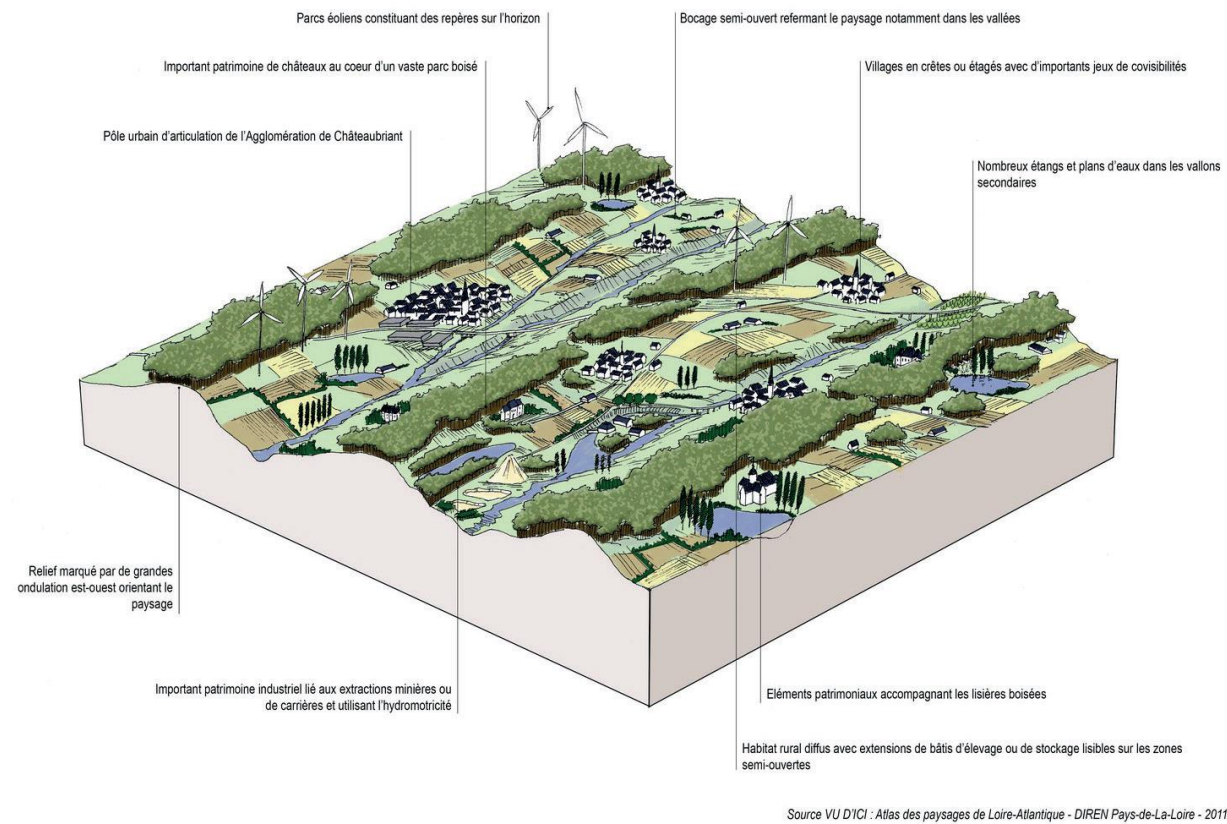 Parcs éoliens constituant des repères sur l’horizon
Bocage semi-ouvert refermant le paysage notamment dans les vallées
Important patrimoine de châteaux au coeur d’un vaste parc boisé
Villages en crêtes ou étagés avec d’importants jeux de covisibilités
Pôle urbain d’articulation de l’Agglomération de Châteaubriant
Nombreux étangs et plans d’eaux dans les vallons
secondaires
Relief marqué par de grandes
ondulation est-ouest orientant le
paysage
Important patrimoine industriel lié aux extractions minières ou
de carrières et utilisant l’hydromotricité
Eléments patrimoniaux accompagnant les lisières boisées
Habitat rural diffus avec extensions de bâtis d’élevage ou de stockage lisibles sur les zones
semi-ouvertes
Source VU D’ICI : Atlas des paysages de Loire-Atlantique - DIREN Pays-de-La-Loire - 2011